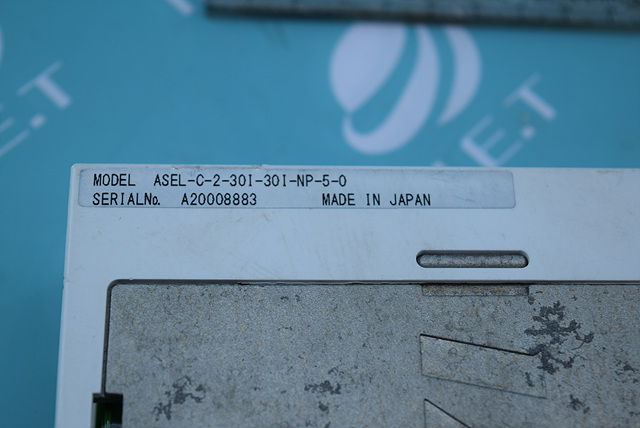 MODEL ASEL-C-2-30I-30I-NP-5-0
SERIALNo. A20008883 MADE IN JAPAN